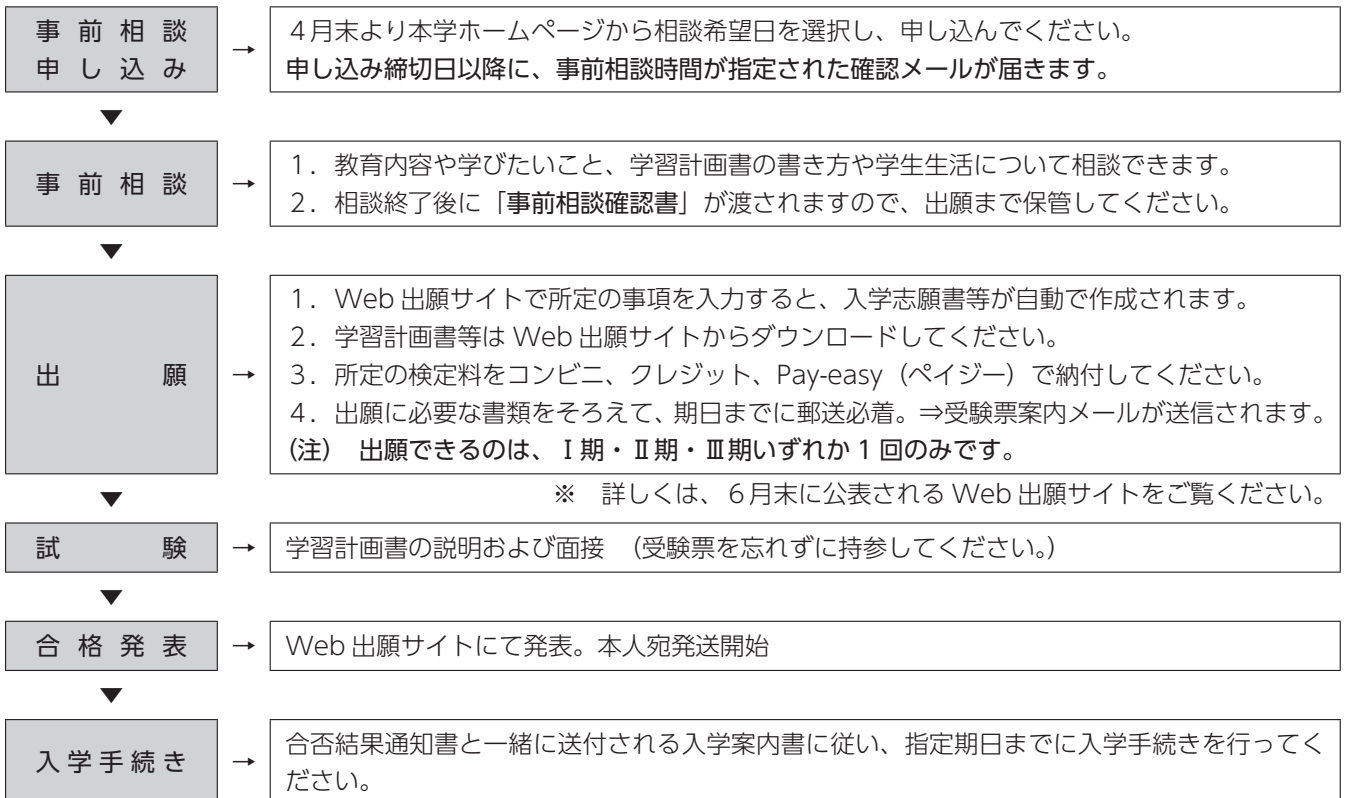 事前相談
申し込み
→
４月末より本学ホームページから相談希望日を選択し、申し込んでください。
申し込み締切日以降に、事前相談時間が指定された確認メールが届きます。
▼
事前相談
→
１．教育内容や学びたいこと、学習計画書の書き方や学生生活について相談できます。
２．相談終了後に「事前相談確認書」が渡されますので、出願まで保管してください。
▼
出願
→
１．Web 出願サイトで所定の事項を入力すると、入学志願書等が自動で作成されます。
２．学習計画書等は Web 出願サイトからダウンロードしてください。
３．所定の検定料をコンビニ、クレジット、Pay-easy（ペイジー）で納付してください。
４．出願に必要な書類をそろえて、期日までに郵送必着。⇒受験票案内メールが送信されます。
（注）　出願できるのは、Ⅰ期・Ⅱ期・Ⅲ期いずれか 1 回のみです。
※　詳しくは、６月末に公表される Web 出願サイトをご覧ください。
▼
試験
→
学習計画書の説明および面接　（受験票を忘れずに持参してください。）
▼
合格発表
→
Web 出願サイトにて発表。本人宛発送開始
▼
入学手続き
→
合否結果通知書と一緒に送付される入学案内書に従い、指定期日までに入学手続きを行ってく
ださい。